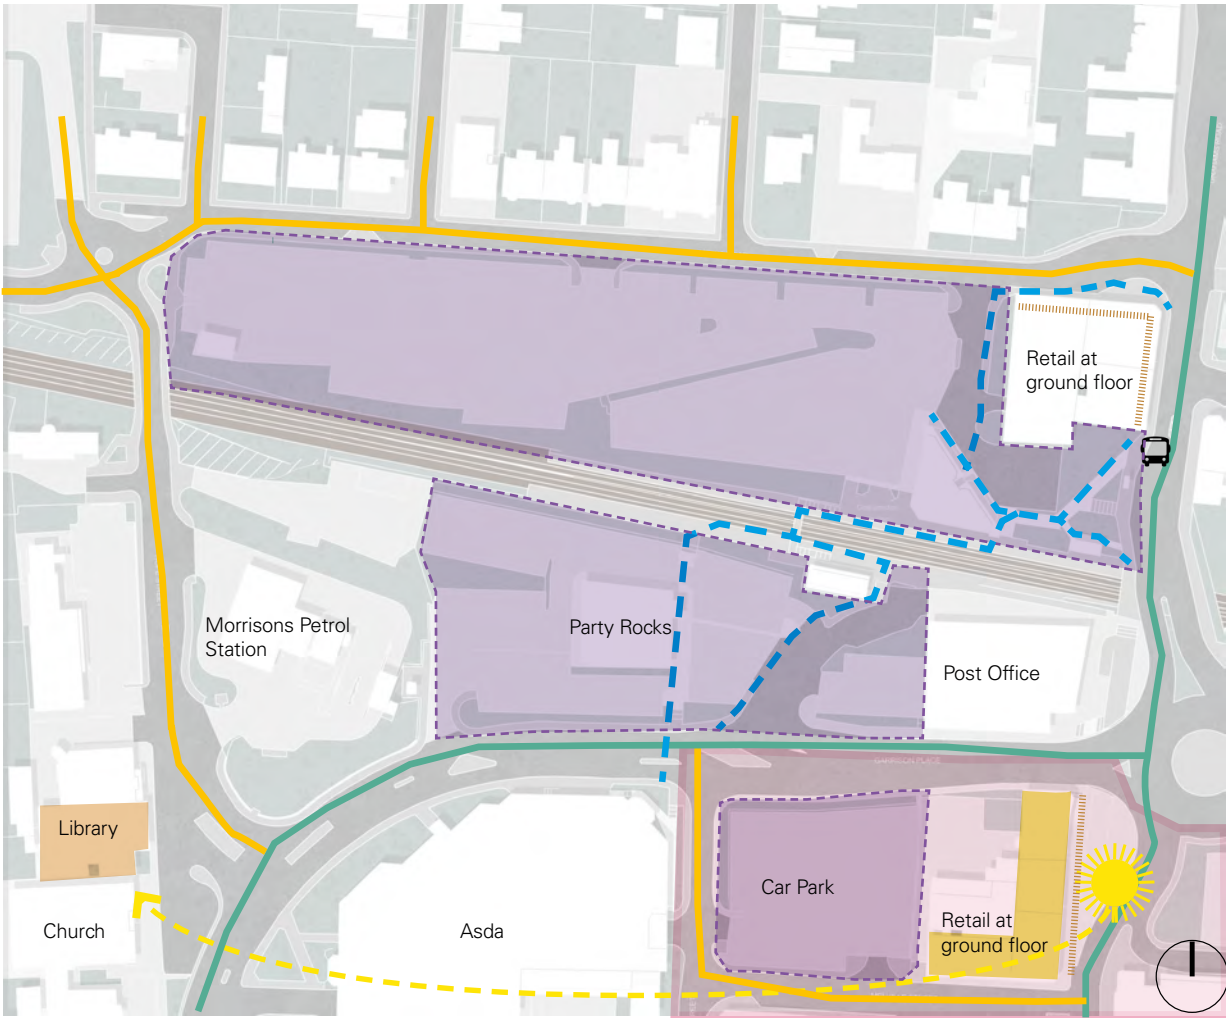 Retail at
ground floor
Party Rocks
Morrisons Petrol
Station
Post Office
Library
Car Park
Church
Asda
Retail at
ground floor